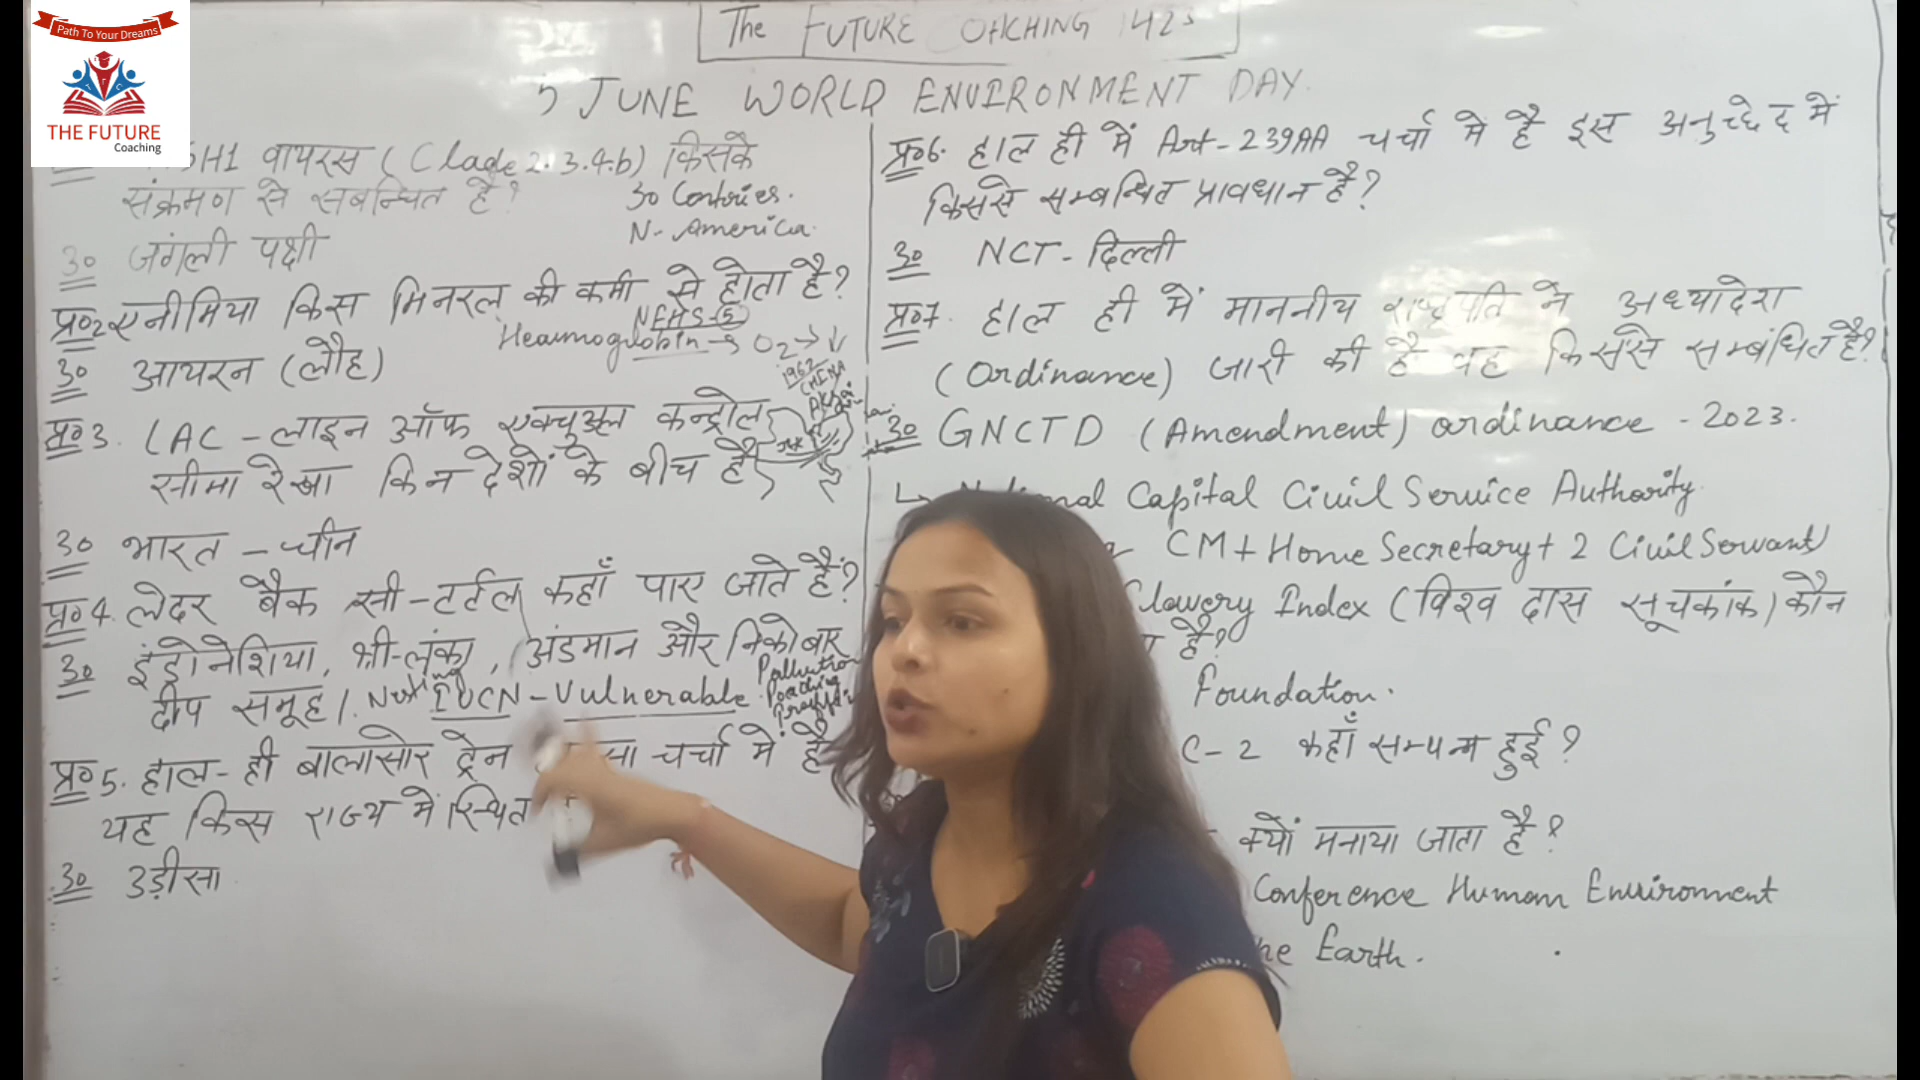 Path To Your Dreams
THE FUTURE
Coaching
The FUTURE COACHING
5 JUNE WORLD ENVIRONMENT DAY.
5H1 वायरस (Clade 2.3.4.b) किसके
संक्रमण से सबन्धित है?
30 Contries.
N-America.
उ० जंगली पक्षी
प्र०2 एनीमिया किस मिनरल की कमी से होता है?
NFHS-5
Heamoglobin → O2 → ↓
उ० आयरन (लौह)
1962
CHINA
प्र०3. LAC - लाइन ऑफ एक्चुअल कन्ट्रोल
सीमा रेखा किन देशों के बीच है?
उ० भारत - चीन
प्र०4. लेदर बैक सी-टर्टल कहाँ पाए जाते हैं?
उ० इंडोनेशिया, श्री-लंका, अंडमान और निकोबार
द्वीप समूह। IUCN - Vulnerable
Pollution
Poaching
प्र०5. हाल-ही बालासोर ट्रेन सा चर्चा में है
यह किस राज्य में स्थित
उ० उड़ीसा
प्र०6. हाल ही में Art-239AA चर्चा में है इस अनुच्छेद में
किससे सम्बन्धित प्रावधान है?
उ० NCT-दिल्ली
प्र०7. हाल ही में माननीय राष्ट्रपति ने अध्यादेश
(Ordinance) जारी की है वह किससे सम्बंधित है?
उ० GNCTD (Amendment) ordinance - 2023.
↳ National Capital Civil Service Authority
CM + Home Secretary + 2 Civil Servant
Slavery Index (विश्व दास सूचकांक) कौन
है?
Foundation.
C-2 कहाँ सम्पन्न हुई?
क्यों मनाया जाता है?
Conference Human Environment
he Earth.